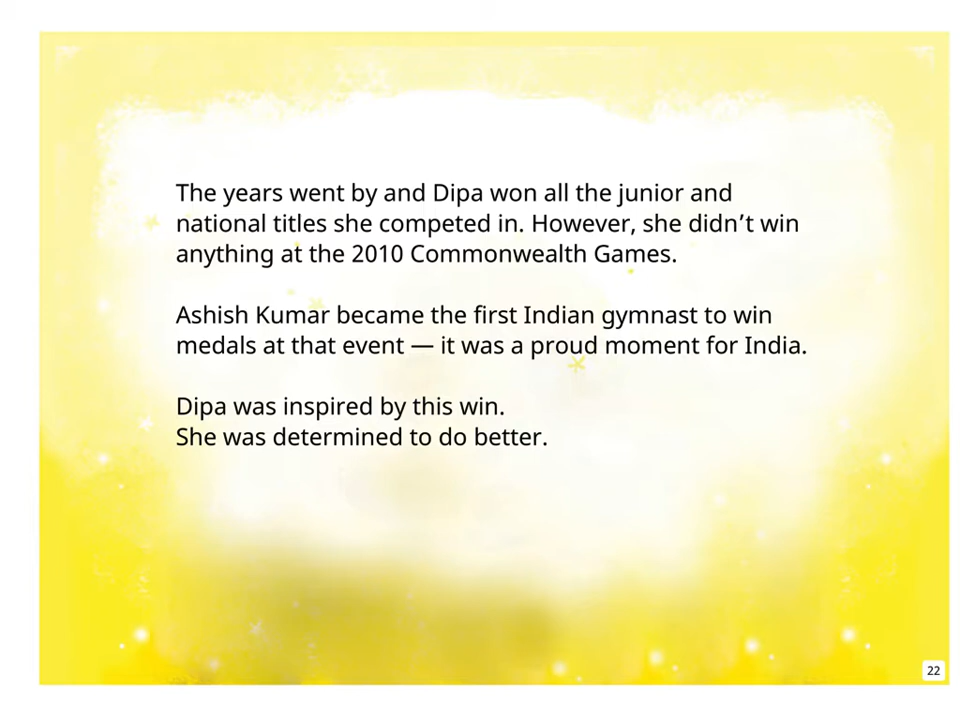 The years went by and Dipa won all the junior and
national titles she competed in. However, she didn’t win
anything at the 2010 Commonwealth Games.
Ashish Kumar became the first Indian gymnast to win
medals at that event — it was a proud moment for India.
Dipa was inspired by this win.
She was determined to do better.
22